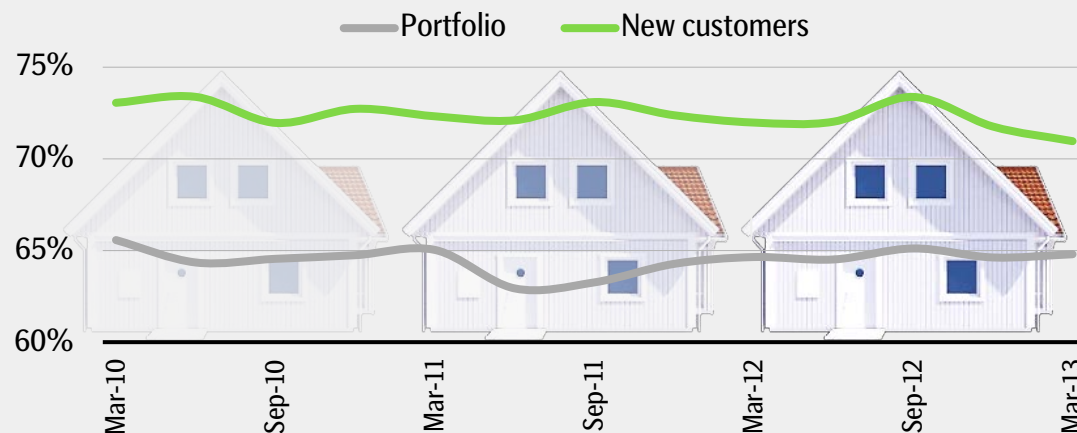 Portfolio
New customers
75%
70%
65%
60%
Mar-10
Sep-10
Mar-11
Sep-11
Mar-12
Sep-12
Mar-13